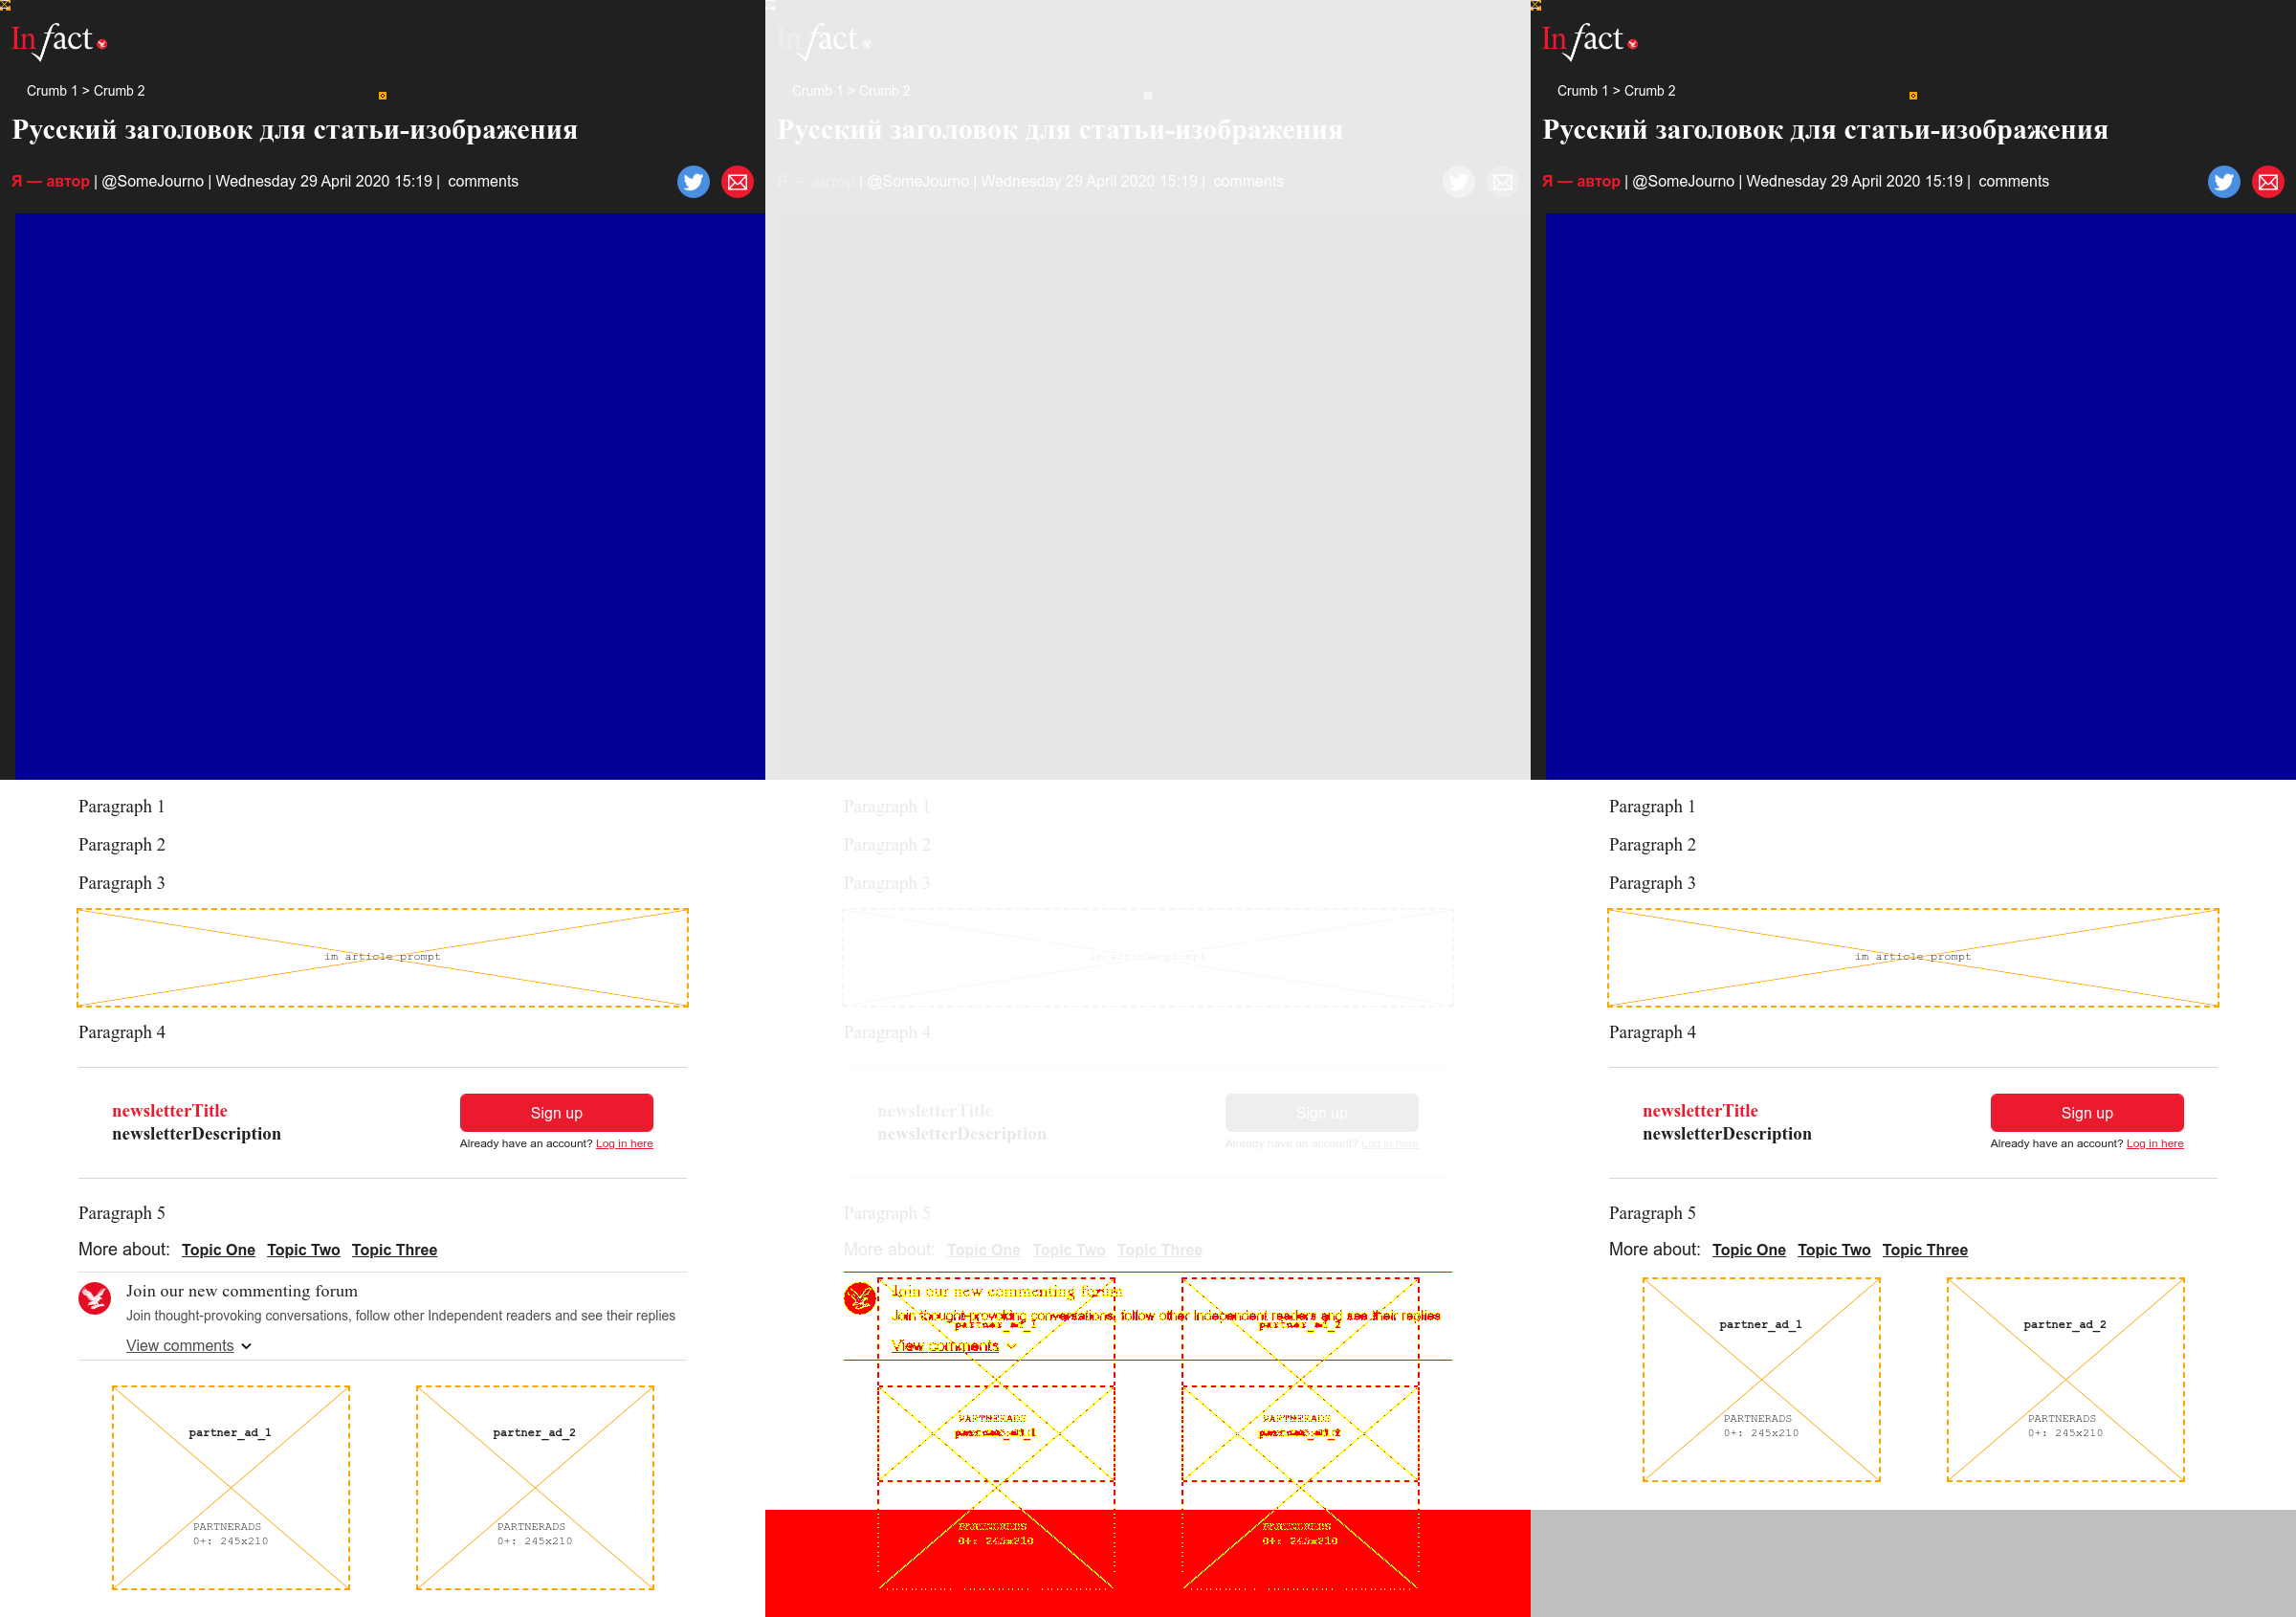 In fact
Crumb 1 > Crumb 2
Русский заголовок для статьи-изображения
Я — автор | @SomeJourno | Wednesday 29 April 2020 15:19 | comments
Paragraph 1
Paragraph 2
Paragraph 3
im article prompt
Paragraph 4
newsletterTitle
newsletterDescription
Sign up
Already have an account? Log in here
Paragraph 5
More about: Topic One Topic Two Topic Three
Join our new commenting forum
Join thought-provoking conversations, follow other Independent readers and see their replies
View comments
partner_ad_1
PARTNERADS
0+: 245x210
partner_ad_2
PARTNERADS
0+: 245x210
In fact
Crumb 1 > Crumb 2
Русский заголовок для статьи-изображения
Я — автор | @SomeJourno | Wednesday 29 April 2020 15:19 | comments
Paragraph 1
Paragraph 2
Paragraph 3
im article prompt
Paragraph 4
newsletterTitle
newsletterDescription
Sign up
Already have an account? Log in here
Paragraph 5
More about: Topic One Topic Two Topic Three
Join our new commenting forum
Join thought-provoking conversations, follow other Independent readers and see their replies
View comments
partner_ad_1
partner_ad_2
PARTNERADS
PARTNERADS
PARTNERADS
0+: 245x210
PARTNERADS
0+: 245x210
In fact
Crumb 1 > Crumb 2
Русский заголовок для статьи-изображения
Я — автор | @SomeJourno | Wednesday 29 April 2020 15:19 | comments
Paragraph 1
Paragraph 2
Paragraph 3
im article prompt
Paragraph 4
newsletterTitle
newsletterDescription
Sign up
Already have an account? Log in here
Paragraph 5
More about: Topic One Topic Two Topic Three
partner_ad_1
PARTNERADS
0+: 245x210
partner_ad_2
PARTNERADS
0+: 245x210